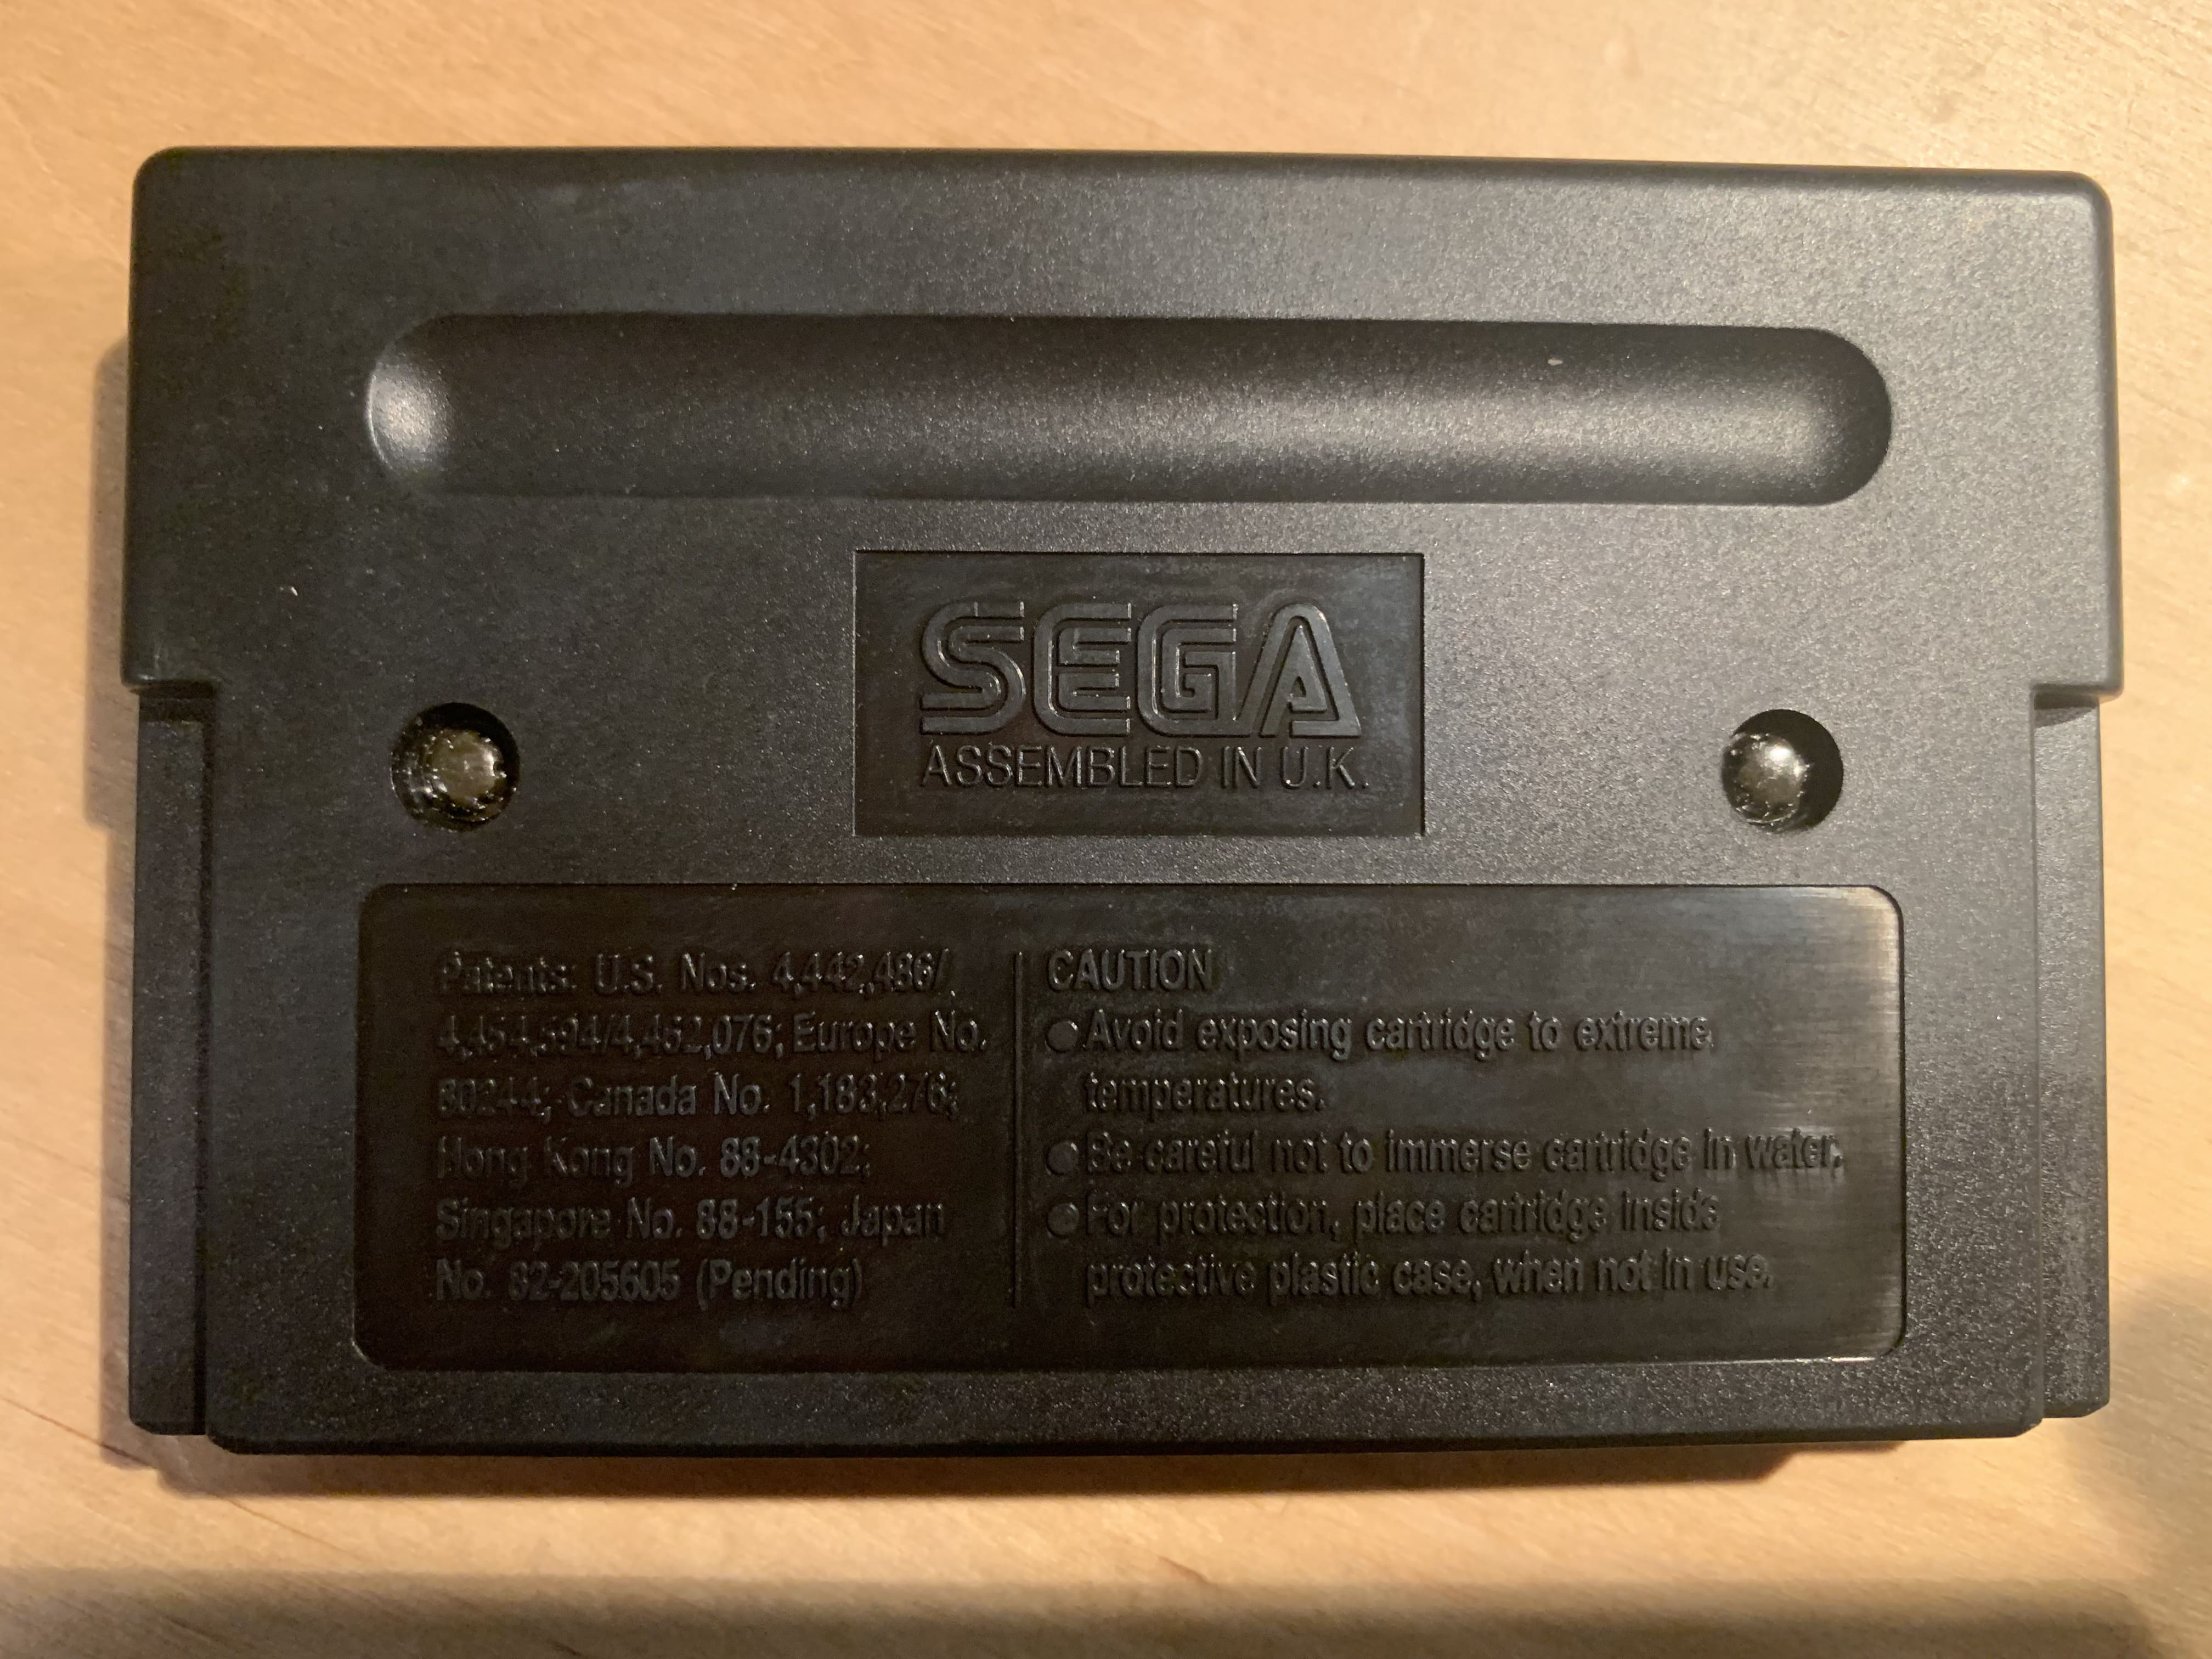 SEGA
ASSEMBLED IN U.K.
Patents: U.S. Nos. 4,442,486/
4,454,594/4,462,076; Europe No.
80244; Canada No. 1,183,276;
Hong Kong No. 88-4302;
Singapore No. 88-155; Japan
No. 82-205605 (Pending)
CAUTION
● Avoid exposing cartridge to extreme
temperatures.
● Be careful not to immerse cartridge in water.
● For protection, place cartridge inside
protective plastic case, when not in use.